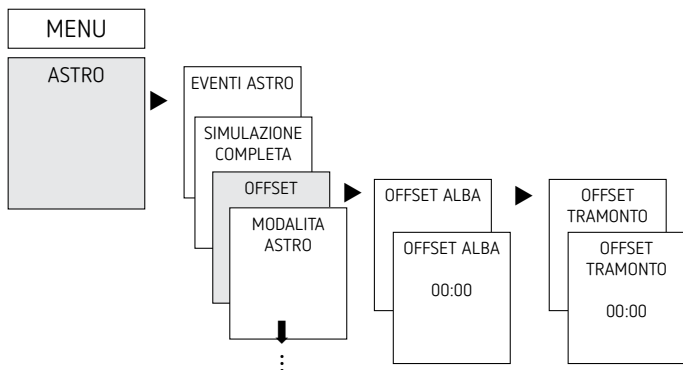 MENU
ASTRO
EVENTI ASTRO
SIMULAZIONE
COMPLETA
OFFSET
MODALITA
ASTRO
OFFSET ALBA
OFFSET ALBA
00:00
OFFSET
TRAMONTO
OFFSET
TRAMONTO
00:00